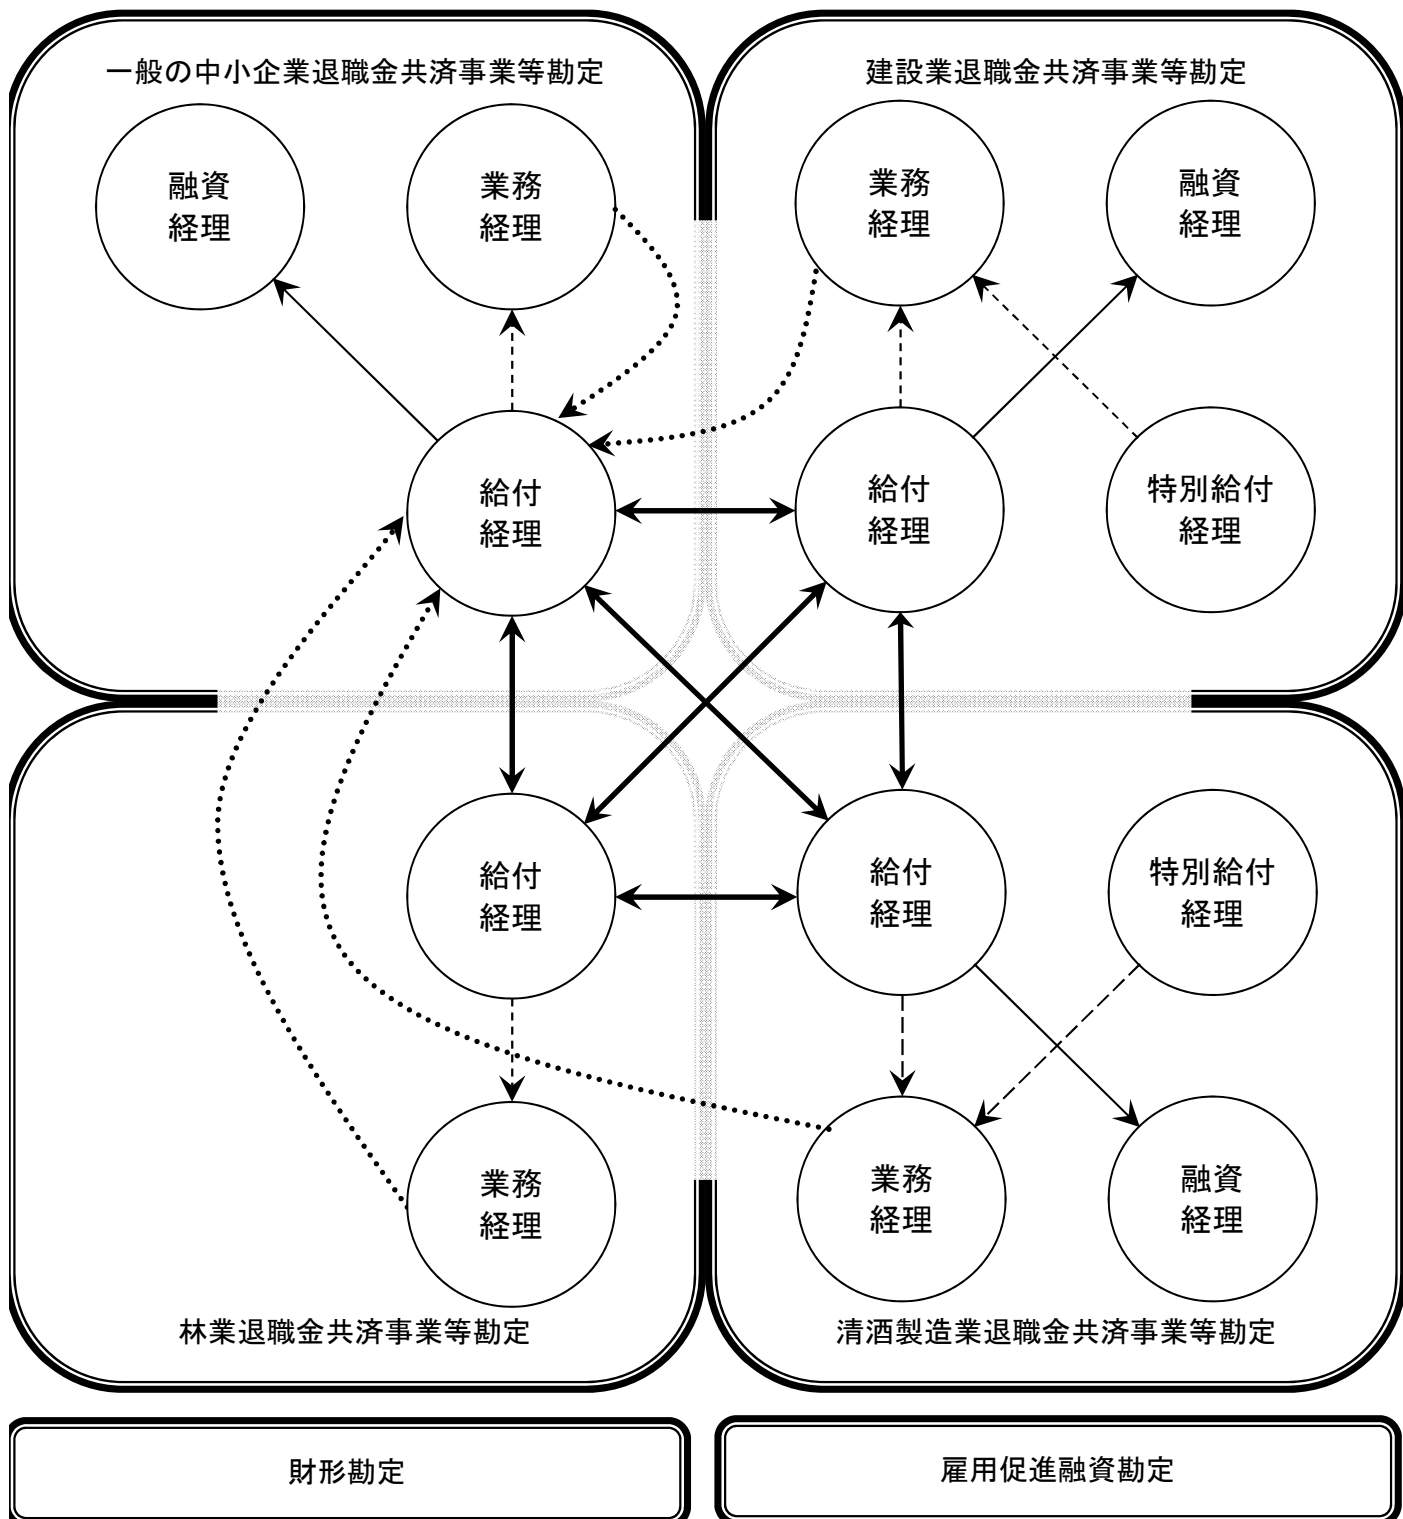 一般の中小企業退職金共済事業等勘定
融資
経理
業務
経理
給付
経理
建設業退職金共済事業等勘定
業務
経理
融資
経理
給付
経理
特別給付
経理
給付
経理
業務
経理
林業退職金共済事業等勘定
給付
経理
特別給付
経理
業務
経理
融資
経理
清酒製造業退職金共済事業等勘定
財形勘定
雇用促進融資勘定